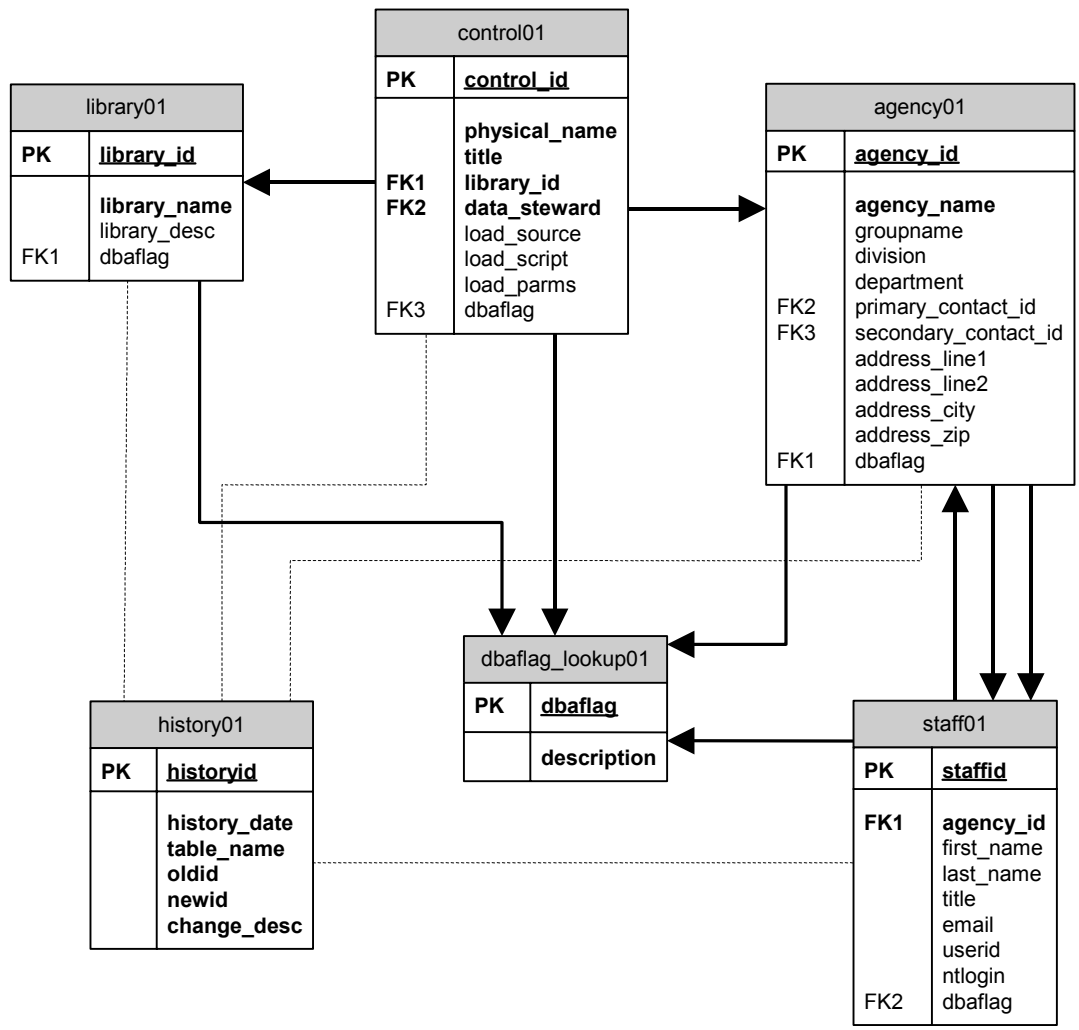 control01
PK control_id
physical_name
title
FK1 library_id
FK2 data_steward
load_source
load_script
load_parms
FK3 dbaflag
library01
PK library_id
library_name
library_desc
FK1 dbaflag
agency01
PK agency_id
agency_name
groupname
division
department
FK2 primary_contact_id
FK3 secondary_contact_id
address_line1
address_line2
address_city
address_zip
FK1 dbaflag
dbaflag_lookup01
PK dbaflag
description
history01
PK historyid
history_date
table_name
oldid
newid
change_desc
staff01
PK staffid
FK1 agency_id
first_name
last_name
title
email
userid
ntlogin
FK2 dbaflag